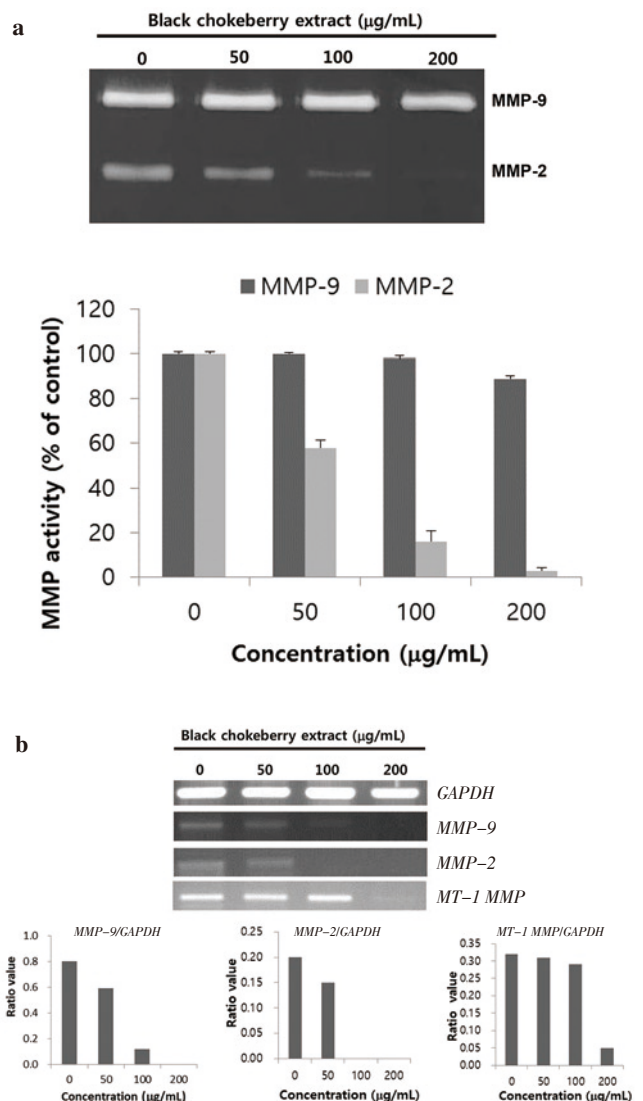 a
Black chokeberry extract (μg/mL)
0 50 100 200
MMP-9
MMP-2
MMP-9 MMP-2
120
100
80
60
40
20
0
MMP activity (% of control)
0 50 100 200
Concentration (μg/mL)
b
Black chokeberry extract (μg/mL)
0 50 100 200
GAPDH
MMP-9
MMP-2
MT-1 MMP
MMP-9/GAPDH
1.0
0.8
0.6
0.4
0.2
0.0
Ratio value
0 50 100 200
Concentration (μg/mL)
MMP-2/GAPDH
0.25
0.20
0.15
0.10
0.05
0.00
Ratio value
0 50 100 200
Concentration (μg/mL)
MT-1 MMP/GAPDH
0.35
0.30
0.25
0.20
0.15
0.10
0.05
0.00
Ratio value
0 50 100 200
Concentration (μg/mL)